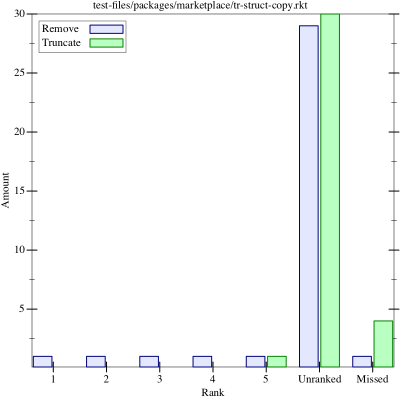 test-files/packages/marketplace/tr-struct-copy.rkt
Remove
Truncate
30
25
20
15
10
5
Amount
1 2 3 4 5 Unranked Missed
Rank